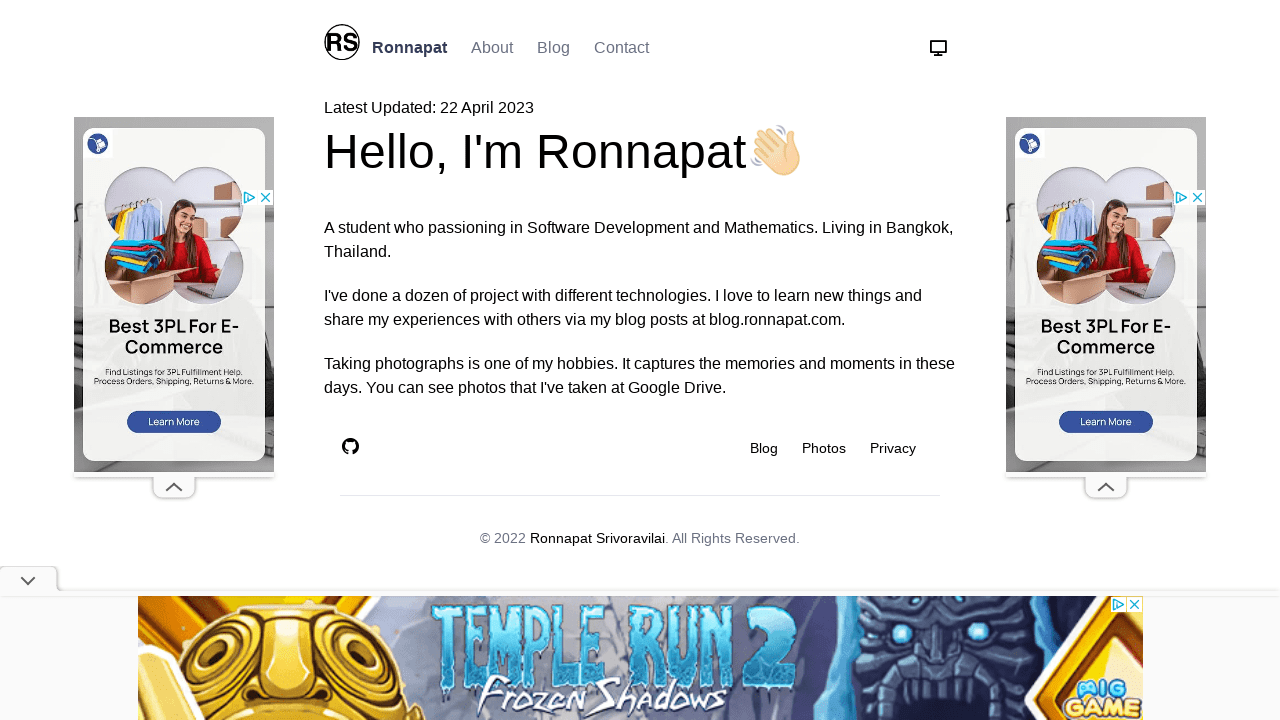 RS
Ronnapat About Blog Contact
Latest Updated: 22 April 2023
Hello, I'm Ronnapat
A student who passioning in Software Development and Mathematics. Living in Bangkok,
Thailand.
I've done a dozen of project with different technologies. I love to learn new things and
share my experiences with others via my blog posts at blog.ronnapat.com.
Taking photographs is one of my hobbies. It captures the memories and moments in these
days. You can see photos that I've taken at Google Drive.
Blog Photos Privacy
© 2022 Ronnapat Srivoravilai. All Rights Reserved.
Best 3PL For E-
Commerce
Find Listings for 3PL Fulfillment Help.
Process Orders, Shipping, Returns & More.
Learn More
Best 3PL For E-
Commerce
Find Listings for 3PL Fulfillment Help.
Process Orders, Shipping, Returns & More.
Learn More
TEMPLE RUN 2
FROZEN SHADOWS
BIG
GAME